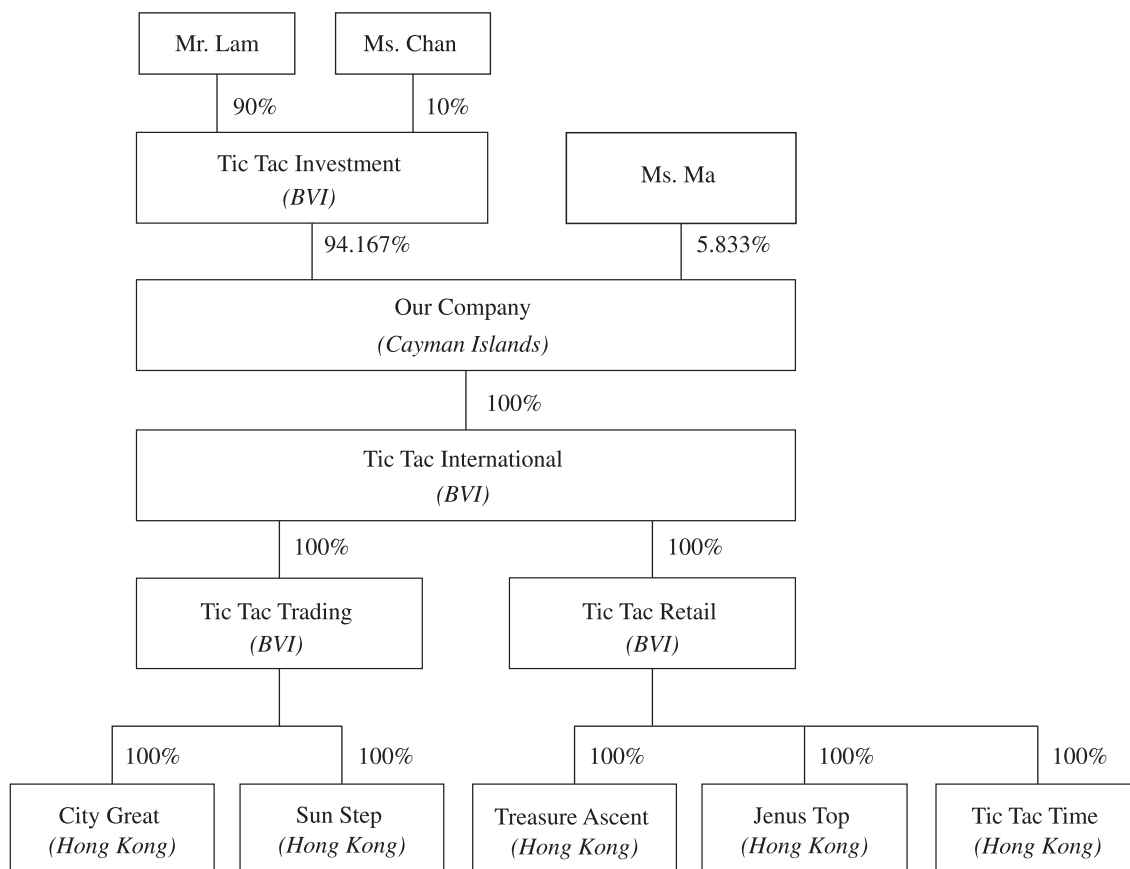 Mr. Lam
Ms. Chan
90%
10%
Tic Tac Investment
(BVI)
Ms. Ma
94.167%
5.833%
Our Company
(Cayman Islands)
100%
Tic Tac International
(BVI)
100%
100%
Tic Tac Trading
(BVI)
Tic Tac Retail
(BVI)
100%
100%
100%
100%
100%
City Great
(Hong Kong)
Sun Step
(Hong Kong)
Treasure Ascent
(Hong Kong)
Jenus Top
(Hong Kong)
Tic Tac Time
(Hong Kong)